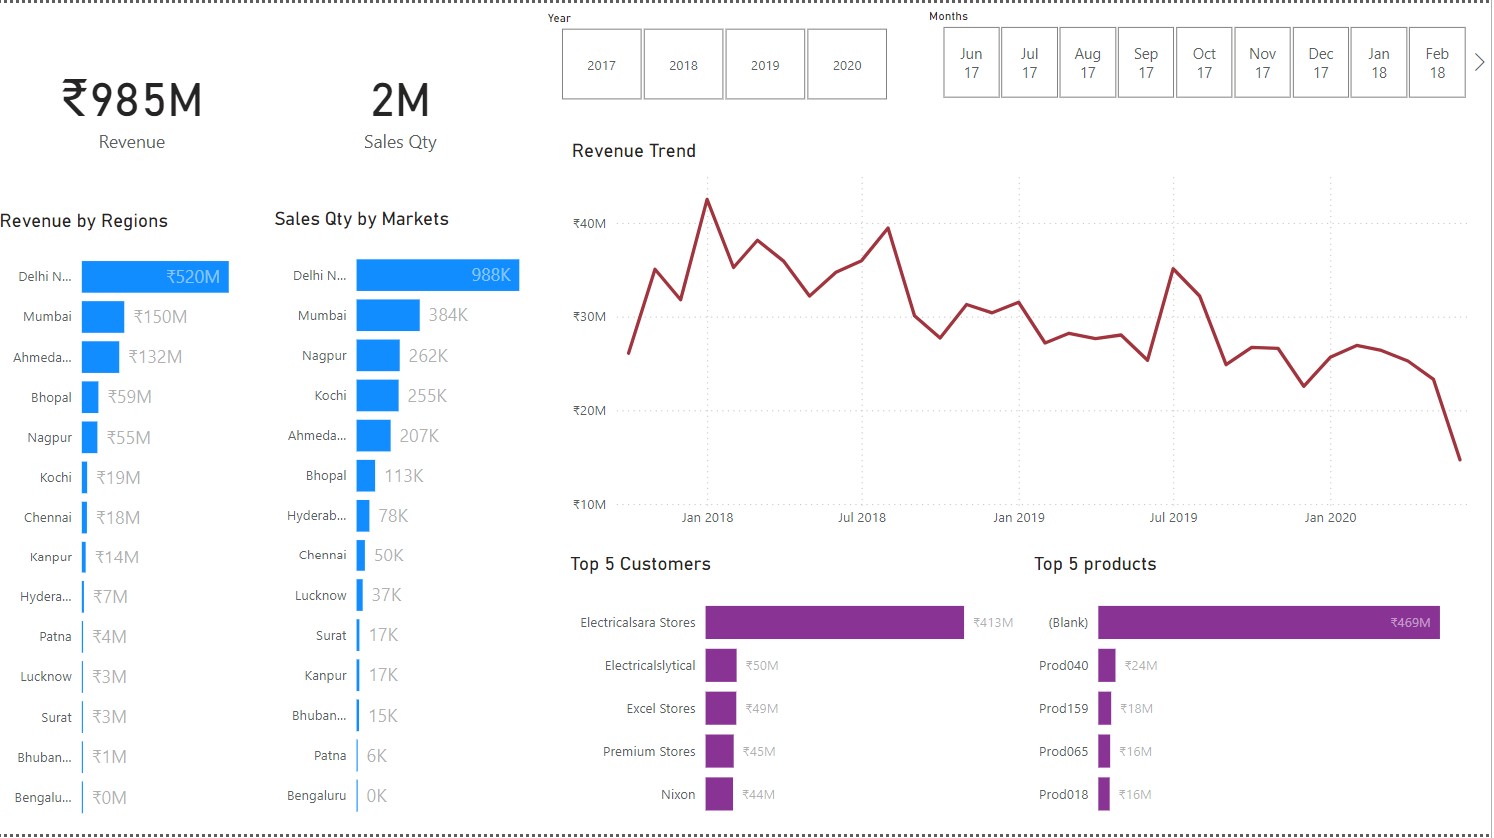 Year
2017
2018
2019
2020
Months
Jun 17
Jul 17
Aug 17
Sep 17
Oct 17
Nov 17
Dec 17
Jan 18
Feb 18
₹985M
Revenue
2M
Sales Qty
Revenue by Regions
Delhi N... ₹520M
Mumbai ₹150M
Ahmeda... ₹132M
Bhopal ₹59M
Nagpur ₹55M
Kochi ₹19M
Chennai ₹18M
Kanpur ₹14M
Hydera... ₹7M
Patna ₹4M
Lucknow ₹3M
Surat ₹3M
Bhuban... ₹1M
Bengalu... ₹0M
Sales Qty by Markets
Delhi N... 988K
Mumbai 384K
Nagpur 262K
Kochi 255K
Ahmeda... 207K
Bhopal 113K
Hyderab... 78K
Chennai 50K
Lucknow 37K
Surat 17K
Kanpur 17K
Bhuban... 15K
Patna 6K
Bengaluru 0K
Revenue Trend
₹40M
₹30M
₹20M
₹10M
Jan 2018
Jul 2018
Jan 2019
Jul 2019
Jan 2020
Top 5 Customers
Electricalsara Stores ₹413M
Electricalslytical ₹50M
Excel Stores ₹49M
Premium Stores ₹45M
Nixon ₹44M
Top 5 products
(Blank) ₹469M
Prod040 ₹24M
Prod159 ₹18M
Prod065 ₹16M
Prod018 ₹16M